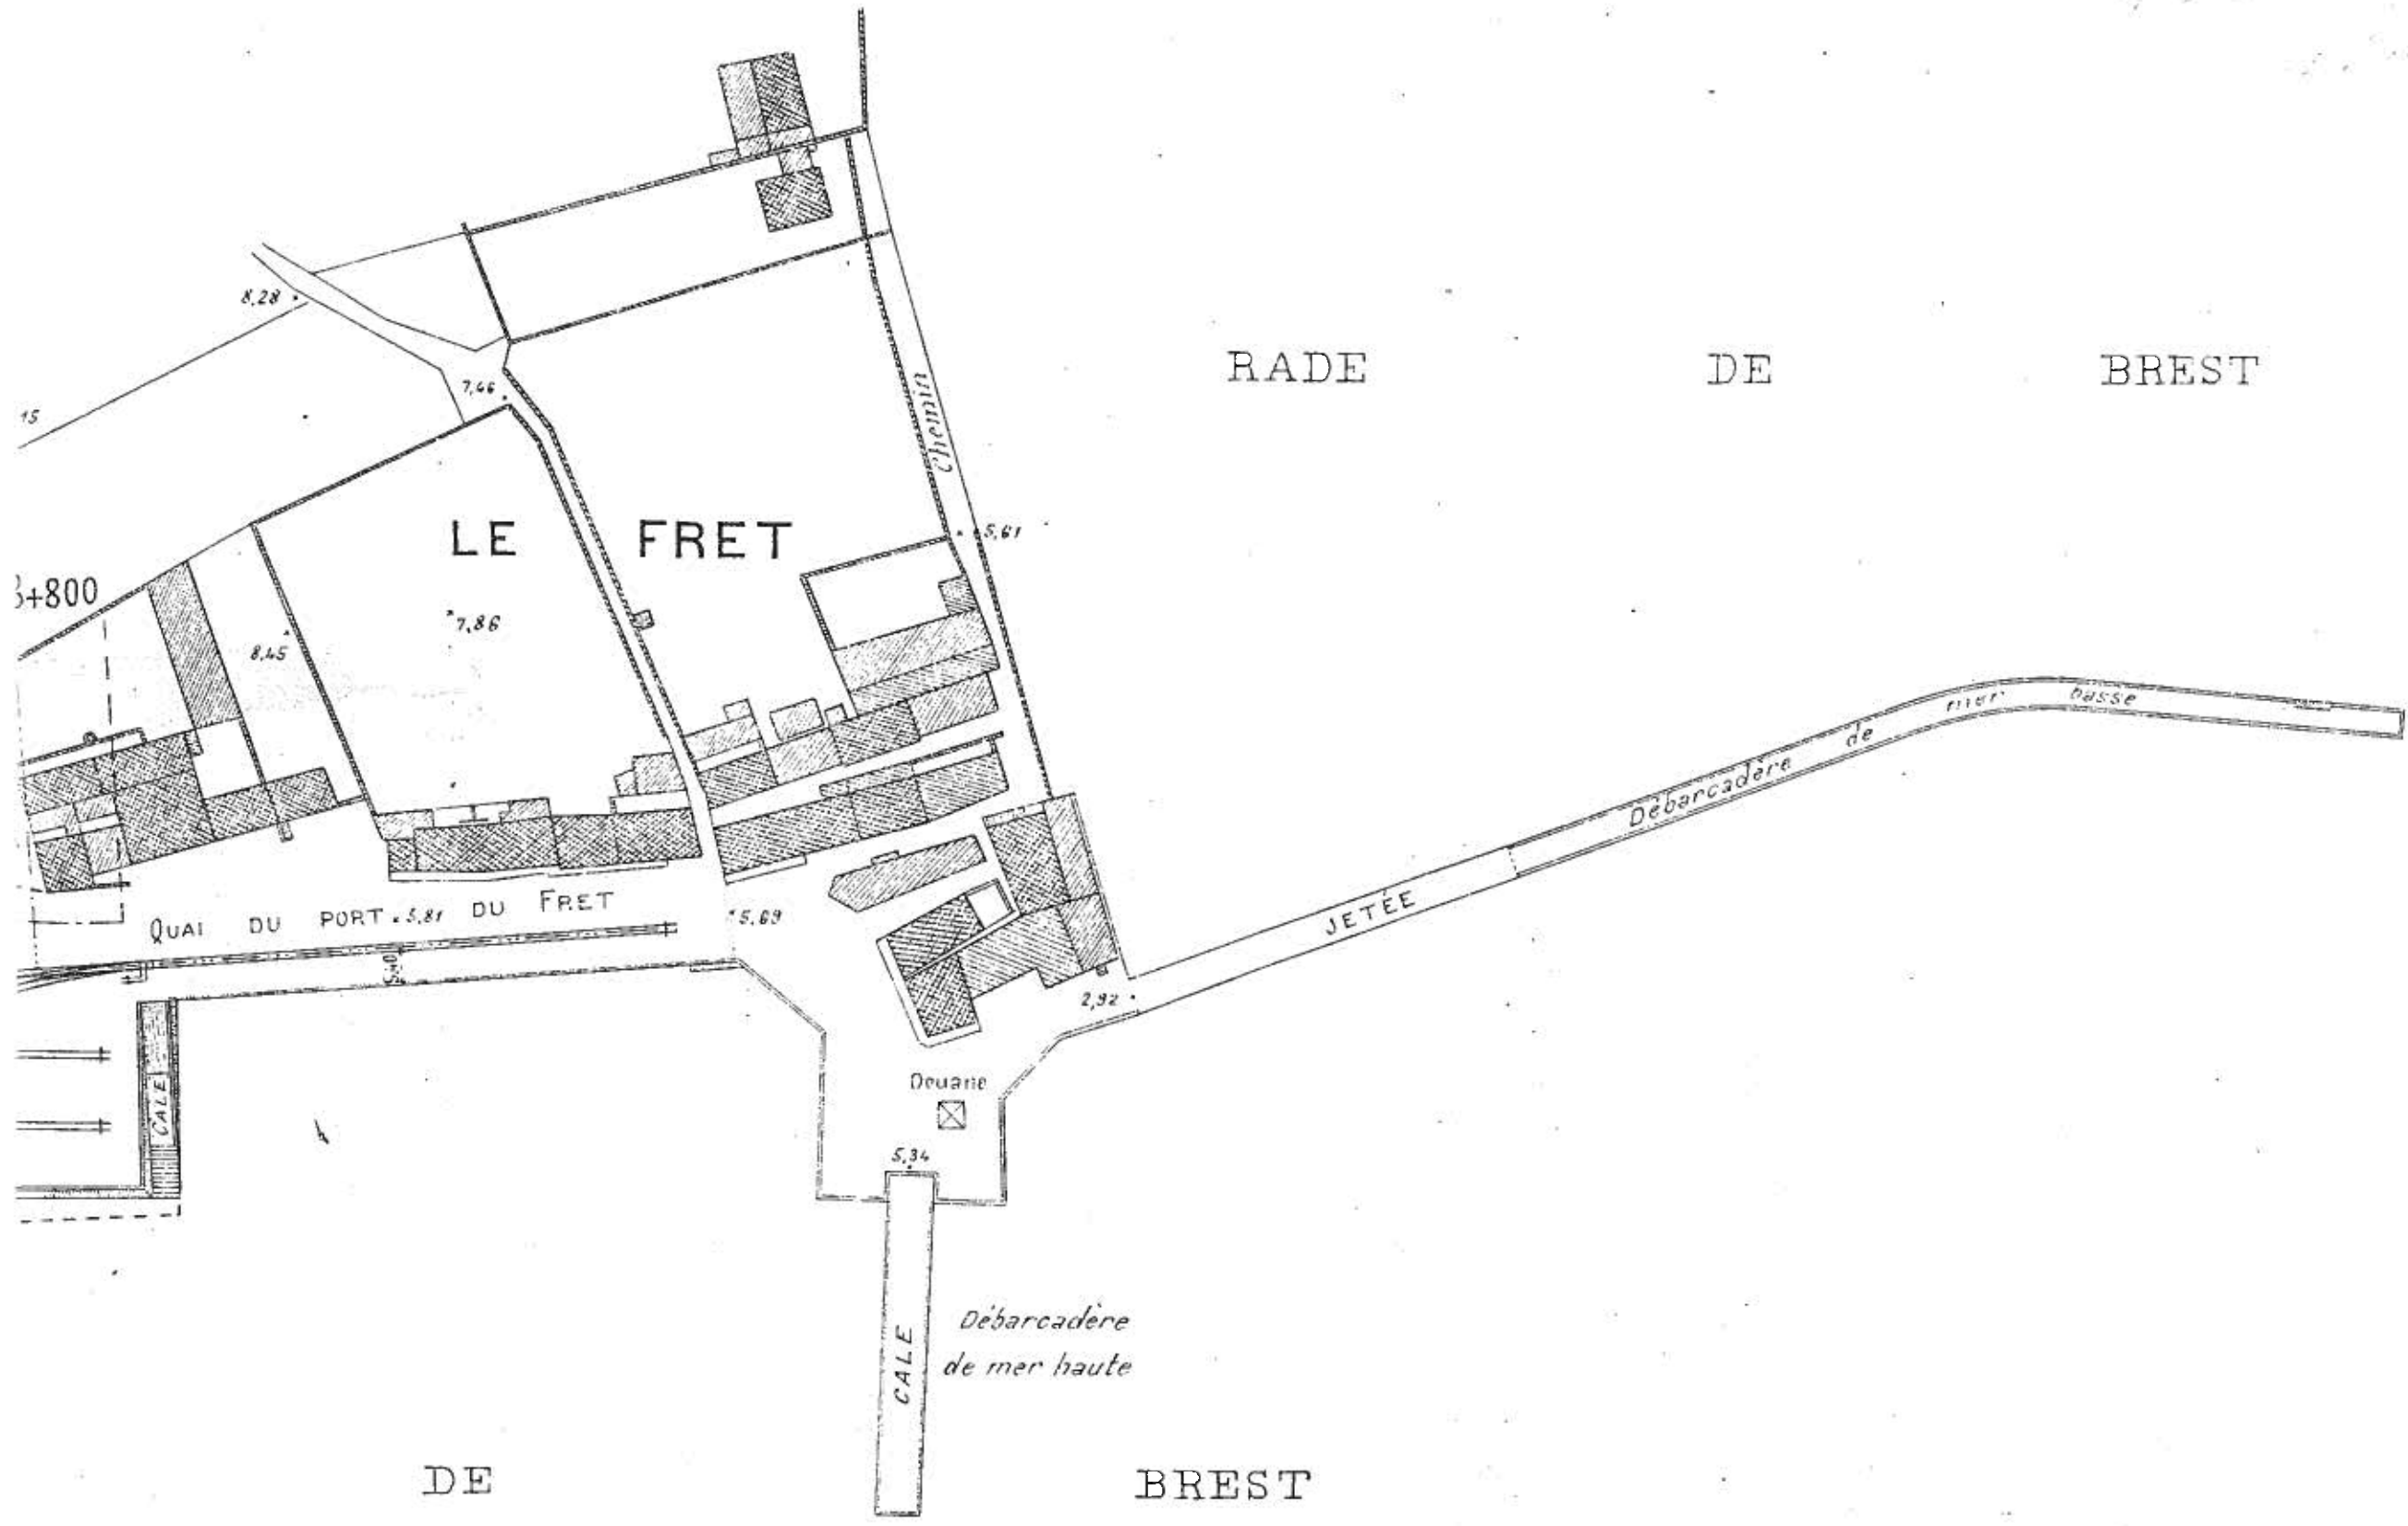 RADE DE BREST
8,28
7,46
15
Chemin
LE FRET
5,61
3+800
7,86
8,45
mer basse
de
Débarcadère
JETÉE
QUAI DU PORT 5,81 DU FRET
5,69
2,92
Douane
CALE
5,34
Débarcadère
de mer haute
CALE
DE BREST